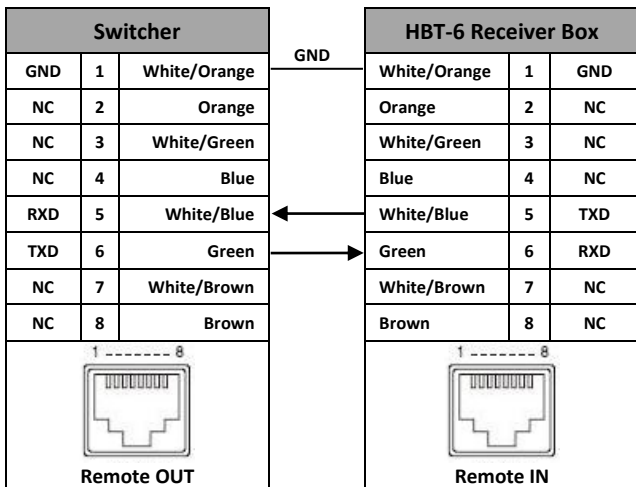 Switcher GND HBT-6 Receiver Box
GND 1 White/Orange White/Orange 1 GND
NC 2 Orange Orange 2 NC
NC 3 White/Green White/Green 3 NC
NC 4 Blue Blue 4 NC
RXD 5 White/Blue White/Blue 5 TXD
TXD 6 Green Green 6 RXD
NC 7 White/Brown White/Brown 7 NC
NC 8 Brown Brown 8 NC
1 ------- 8 1 ------- 8
Remote OUT Remote IN